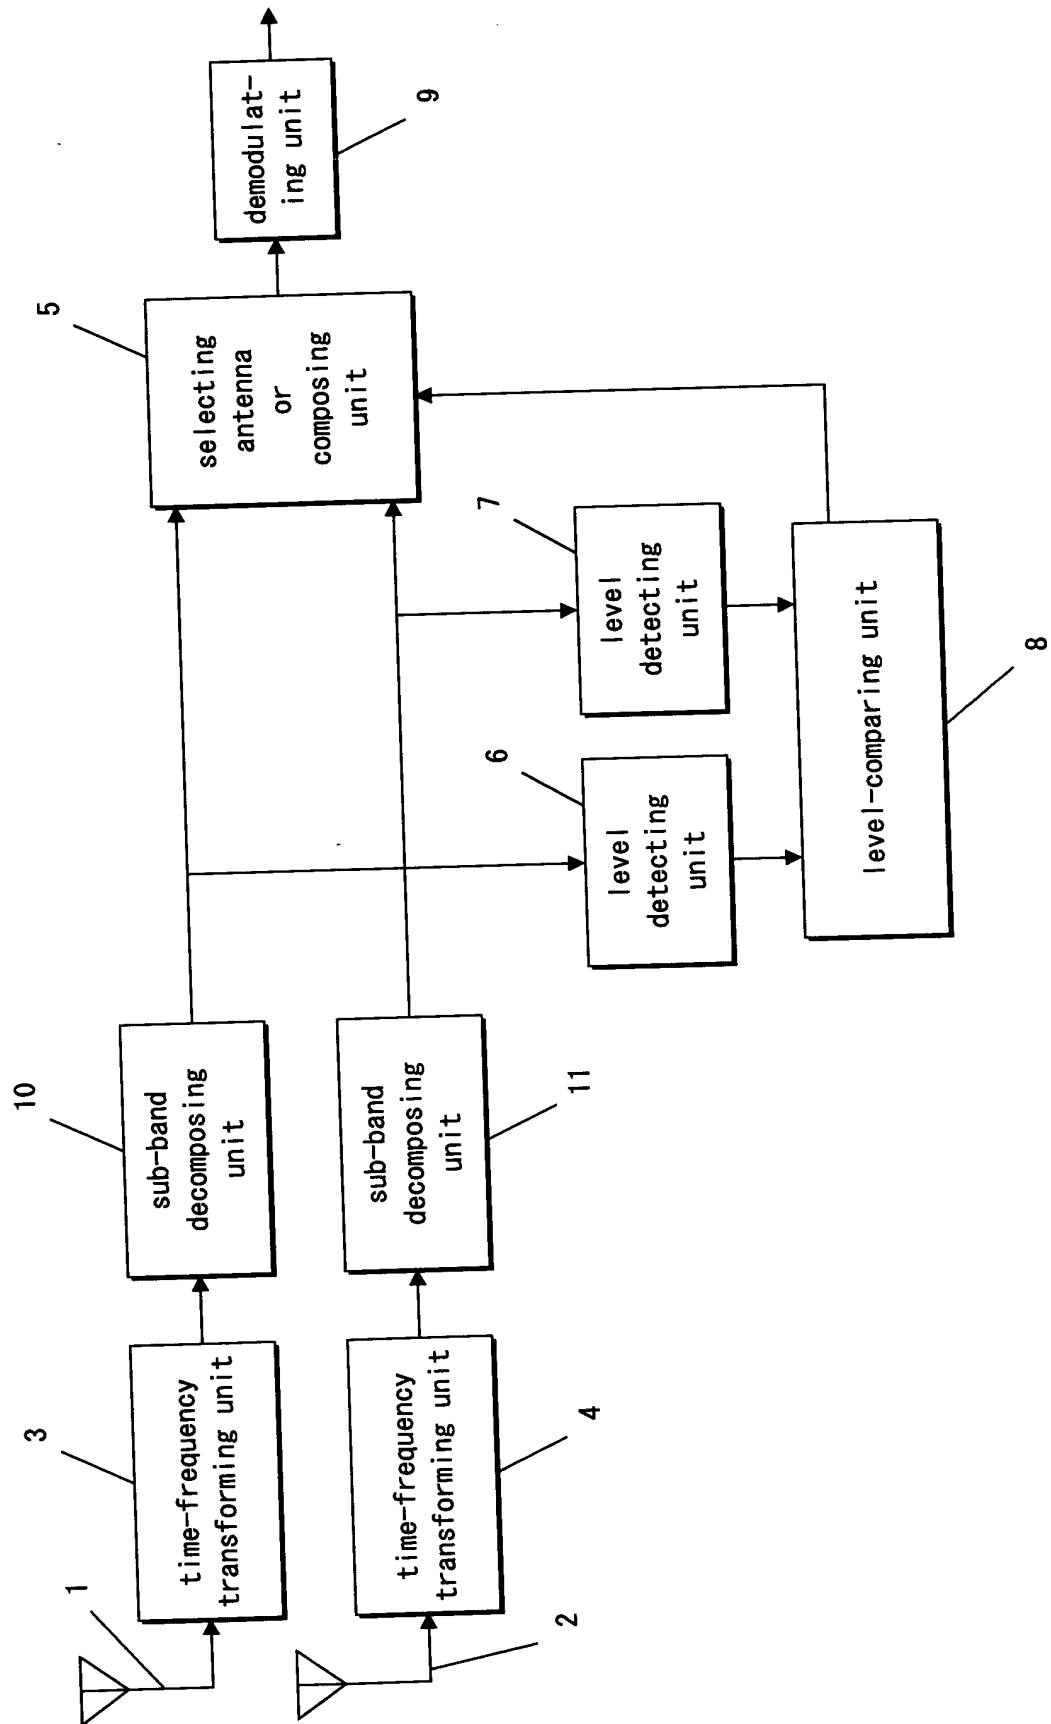 1
2
3
time-frequency
transforming unit
4
time-frequency
transforming unit
10
sub-band
decomposing
unit
11
sub-band
decomposing
unit
6
level
detecting
unit
7
level
detecting
unit
8
level-comparing unit
5
selecting
antenna
or
composing
unit
9
demodulat-
ing unit